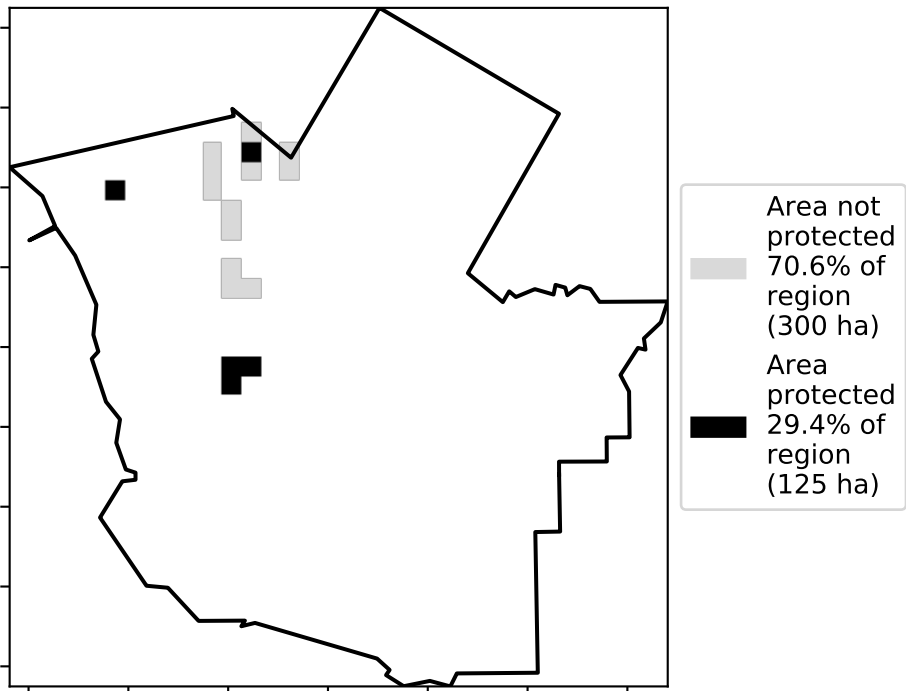 Area not
protected
70.6% of
region
(300 ha)
Area
protected
29.4% of
region
(125 ha)